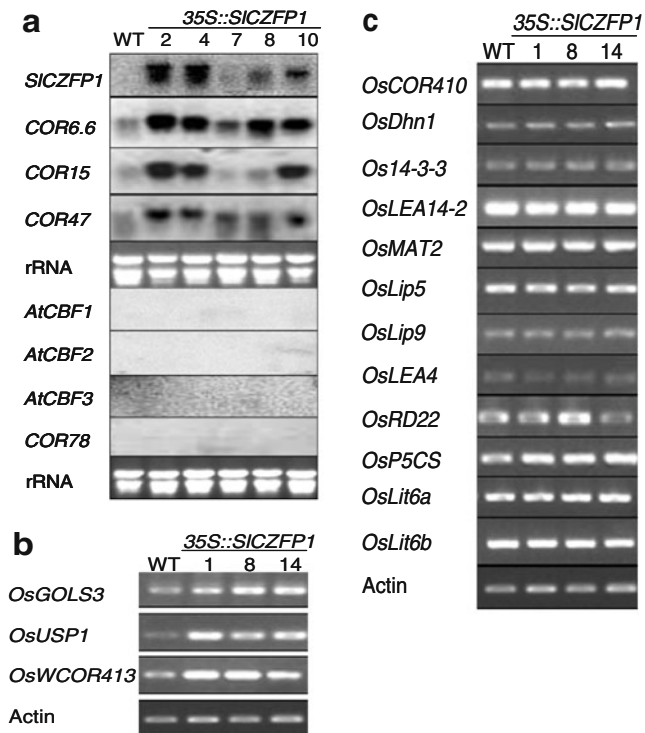 a
35S::SlCZFP1
WT 2 4 7 8 10
SlCZFP1
COR6.6
COR15
COR47
rRNA
AtCBF1
AtCBF2
AtCBF3
COR78
rRNA
b
35S::SlCZFP1
WT 1 8 14
OsGOLS3
OsUSP1
OsWCOR413
Actin
c
35S::SlCZFP1
WT 1 8 14
OsCOR410
OsDhn1
Os14-3-3
OsLEA14-2
OsMAT2
OsLip5
OsLip9
OsLEA4
OsRD22
OsP5CS
OsLit6a
OsLit6b
Actin